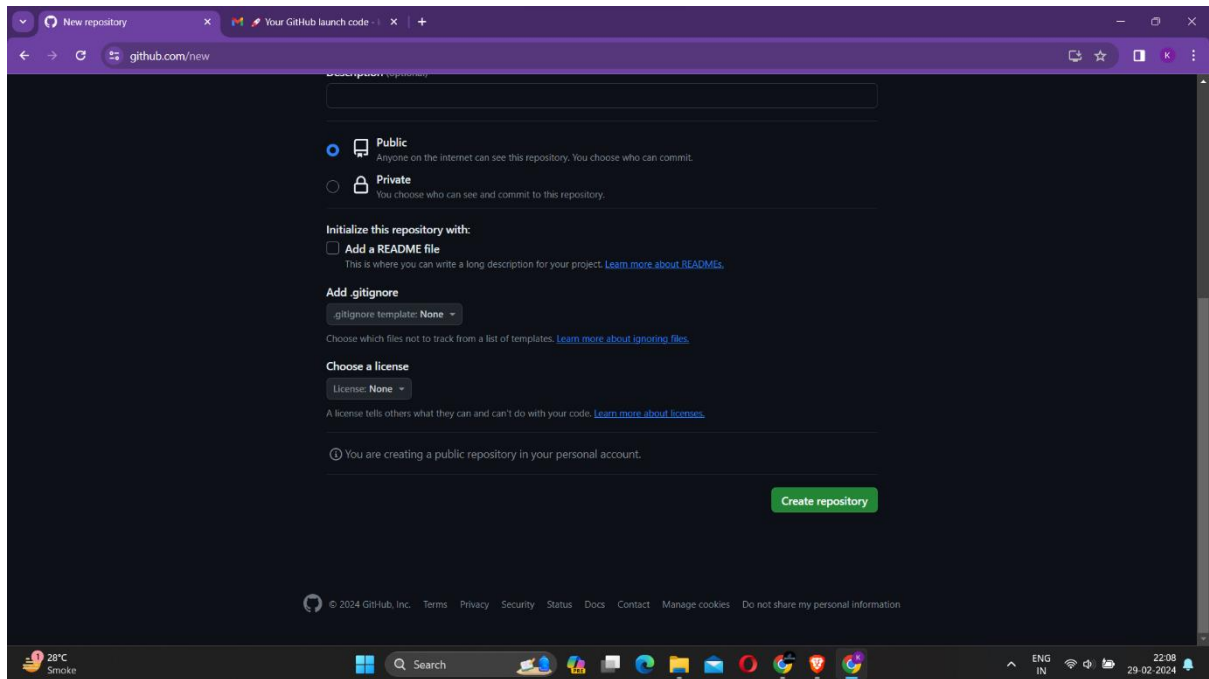 New repository
Your GitHub launch code -
github.com/new
K
Description (optional)
Public
Anyone on the internet can see this repository. You choose who can commit.
Private
You choose who can see and commit to this repository.
Initialize this repository with:
Add a README file
This is where you can write a long description for your project. Learn more about READMEs.
Add .gitignore
.gitignore template: None
Choose which files not to track from a list of templates. Learn more about ignoring files.
Choose a license
License: None
A license tells others what they can and can't do with your code. Learn more about licenses.
You are creating a public repository in your personal account.
Create repository
© 2024 GitHub, Inc. Terms Privacy Security Status Docs Contact Manage cookies Do not share my personal information
1
28°C
Smoke
Search
PRE
ENG
IN
22:08
29-02-2024